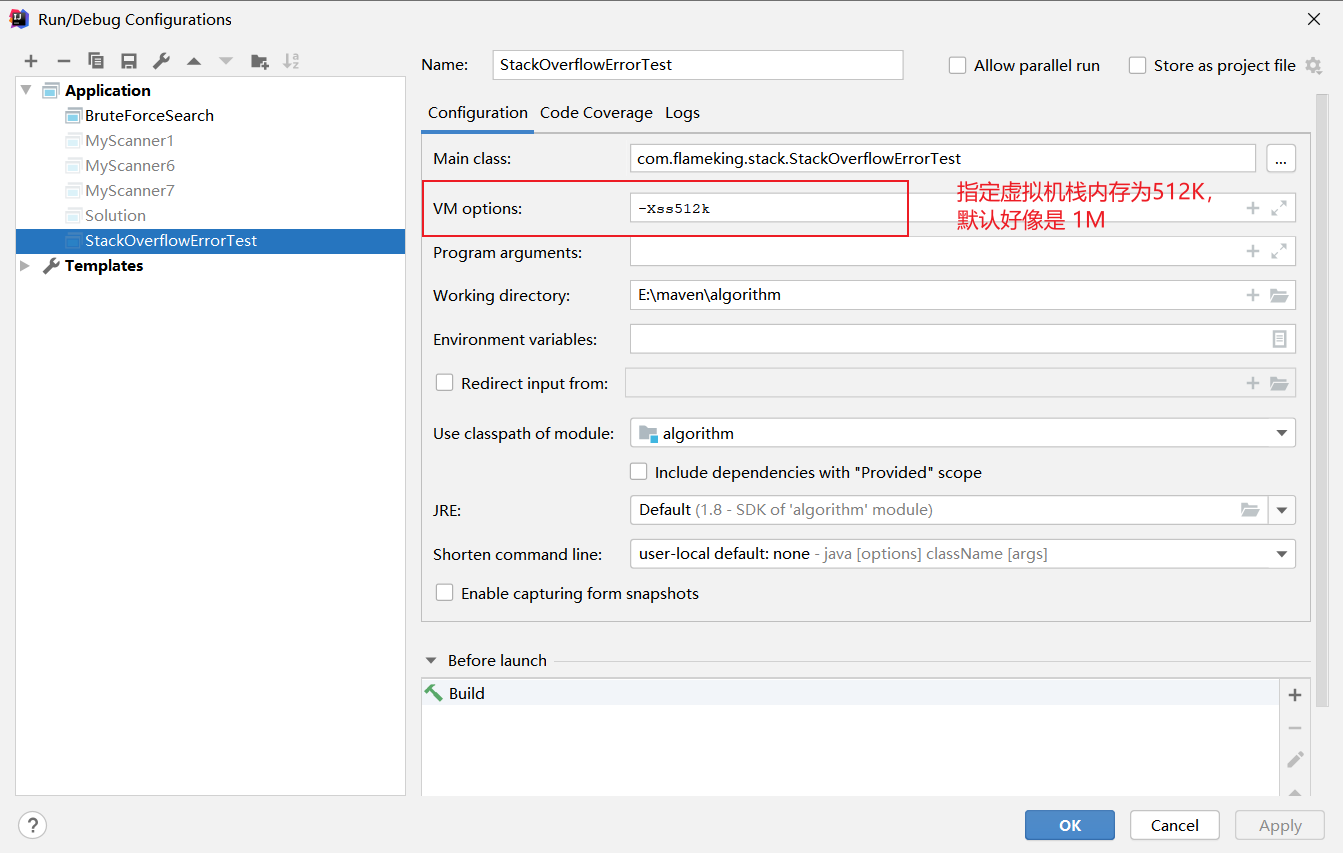 Run/Debug Configurations
Application
BruteForceSearch
MyScanner1
MyScanner6
MyScanner7
Solution
StackOverflowErrorTest
Templates
Name: StackOverflowErrorTest
Allow parallel run
Store as project file
Configuration Code Coverage Logs
Main class: com.flameking.stack.StackOverflowErrorTest ...
VM options: -Xss512k
指定虚拟机栈内存为512K，
默认好像是 1M
Program arguments:
Working directory: E:\maven\algorithm
Environment variables:
Redirect input from:
Use classpath of module: algorithm
Include dependencies with "Provided" scope
JRE: Default (1.8 - SDK of 'algorithm' module)
Shorten command line: user-local default: none - java [options] className [args]
Enable capturing form snapshots
Before launch
Build
?
OK
Cancel
Apply